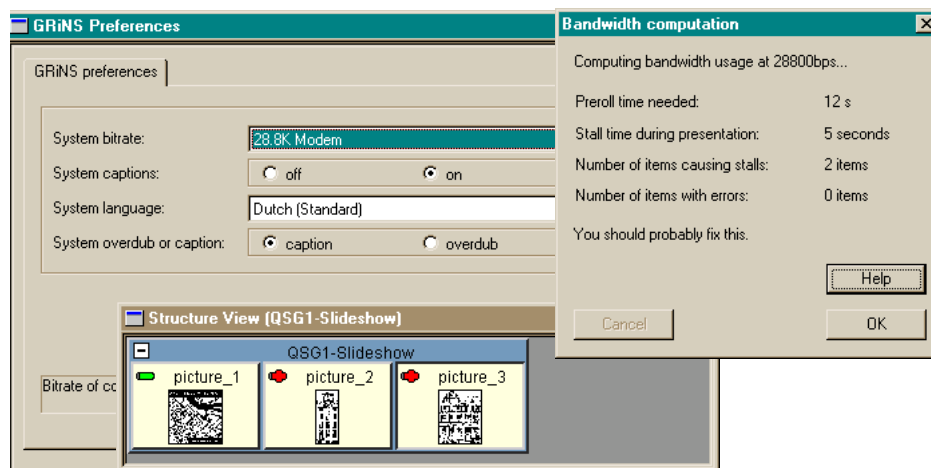 GRiNS Preferences
GRiNS preferences
System bitrate: 28.8K Modem
System captions: off on
System language: Dutch (Standard)
System overdub or caption: caption overdub
Bitrate of
Bandwidth computation
Computing bandwidth usage at 28800bps...
Preroll time needed: 12 s
Stall time during presentation: 5 seconds
Number of items causing stalls: 2 items
Number of items with errors: 0 items
You should probably fix this.
Help
Cancel OK
Structure View (QSG1-Slideshow)
QSG1-Slideshow
picture_1 picture_2 picture_3